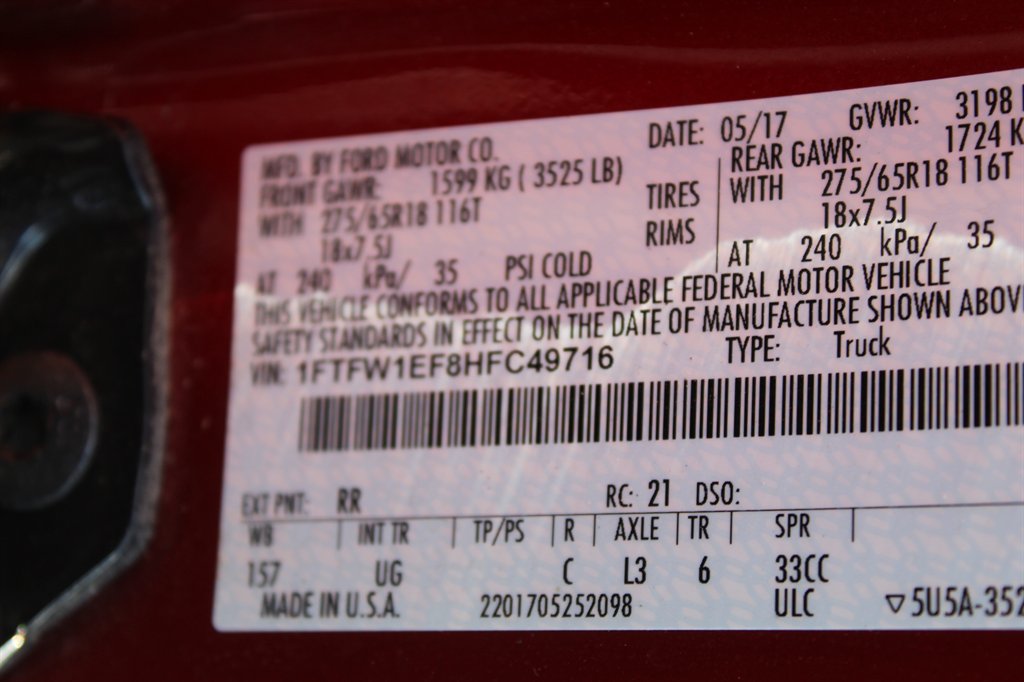 MFD. BY FORD MOTOR CO. DATE: 05/17 GVWR: 3198
FRONT GAWR: 1599 KG ( 3525 LB) REAR GAWR: 1724 K
WITH 275/65R18 116T TIRES WITH 275/65R18 116T
18x7.5J RIMS 18x7.5J
AT 240 kPa/ 35 PSI COLD AT 240 kPa/ 35
THIS VEHICLE CONFORMS TO ALL APPLICABLE FEDERAL MOTOR VEHICLE
SAFETY STANDARDS IN EFFECT ON THE DATE OF MANUFACTURE SHOWN ABOVE
VIN: 1FTFW1EF8HFC49716 TYPE: Truck
EXT PNT: RR RC: 21 DSO:
WB INT TR TP/PS R AXLE TR SPR
157 UG C L3 6 33CC
MADE IN U.S.A. 2201705252098 ULC ▽5U5A-352